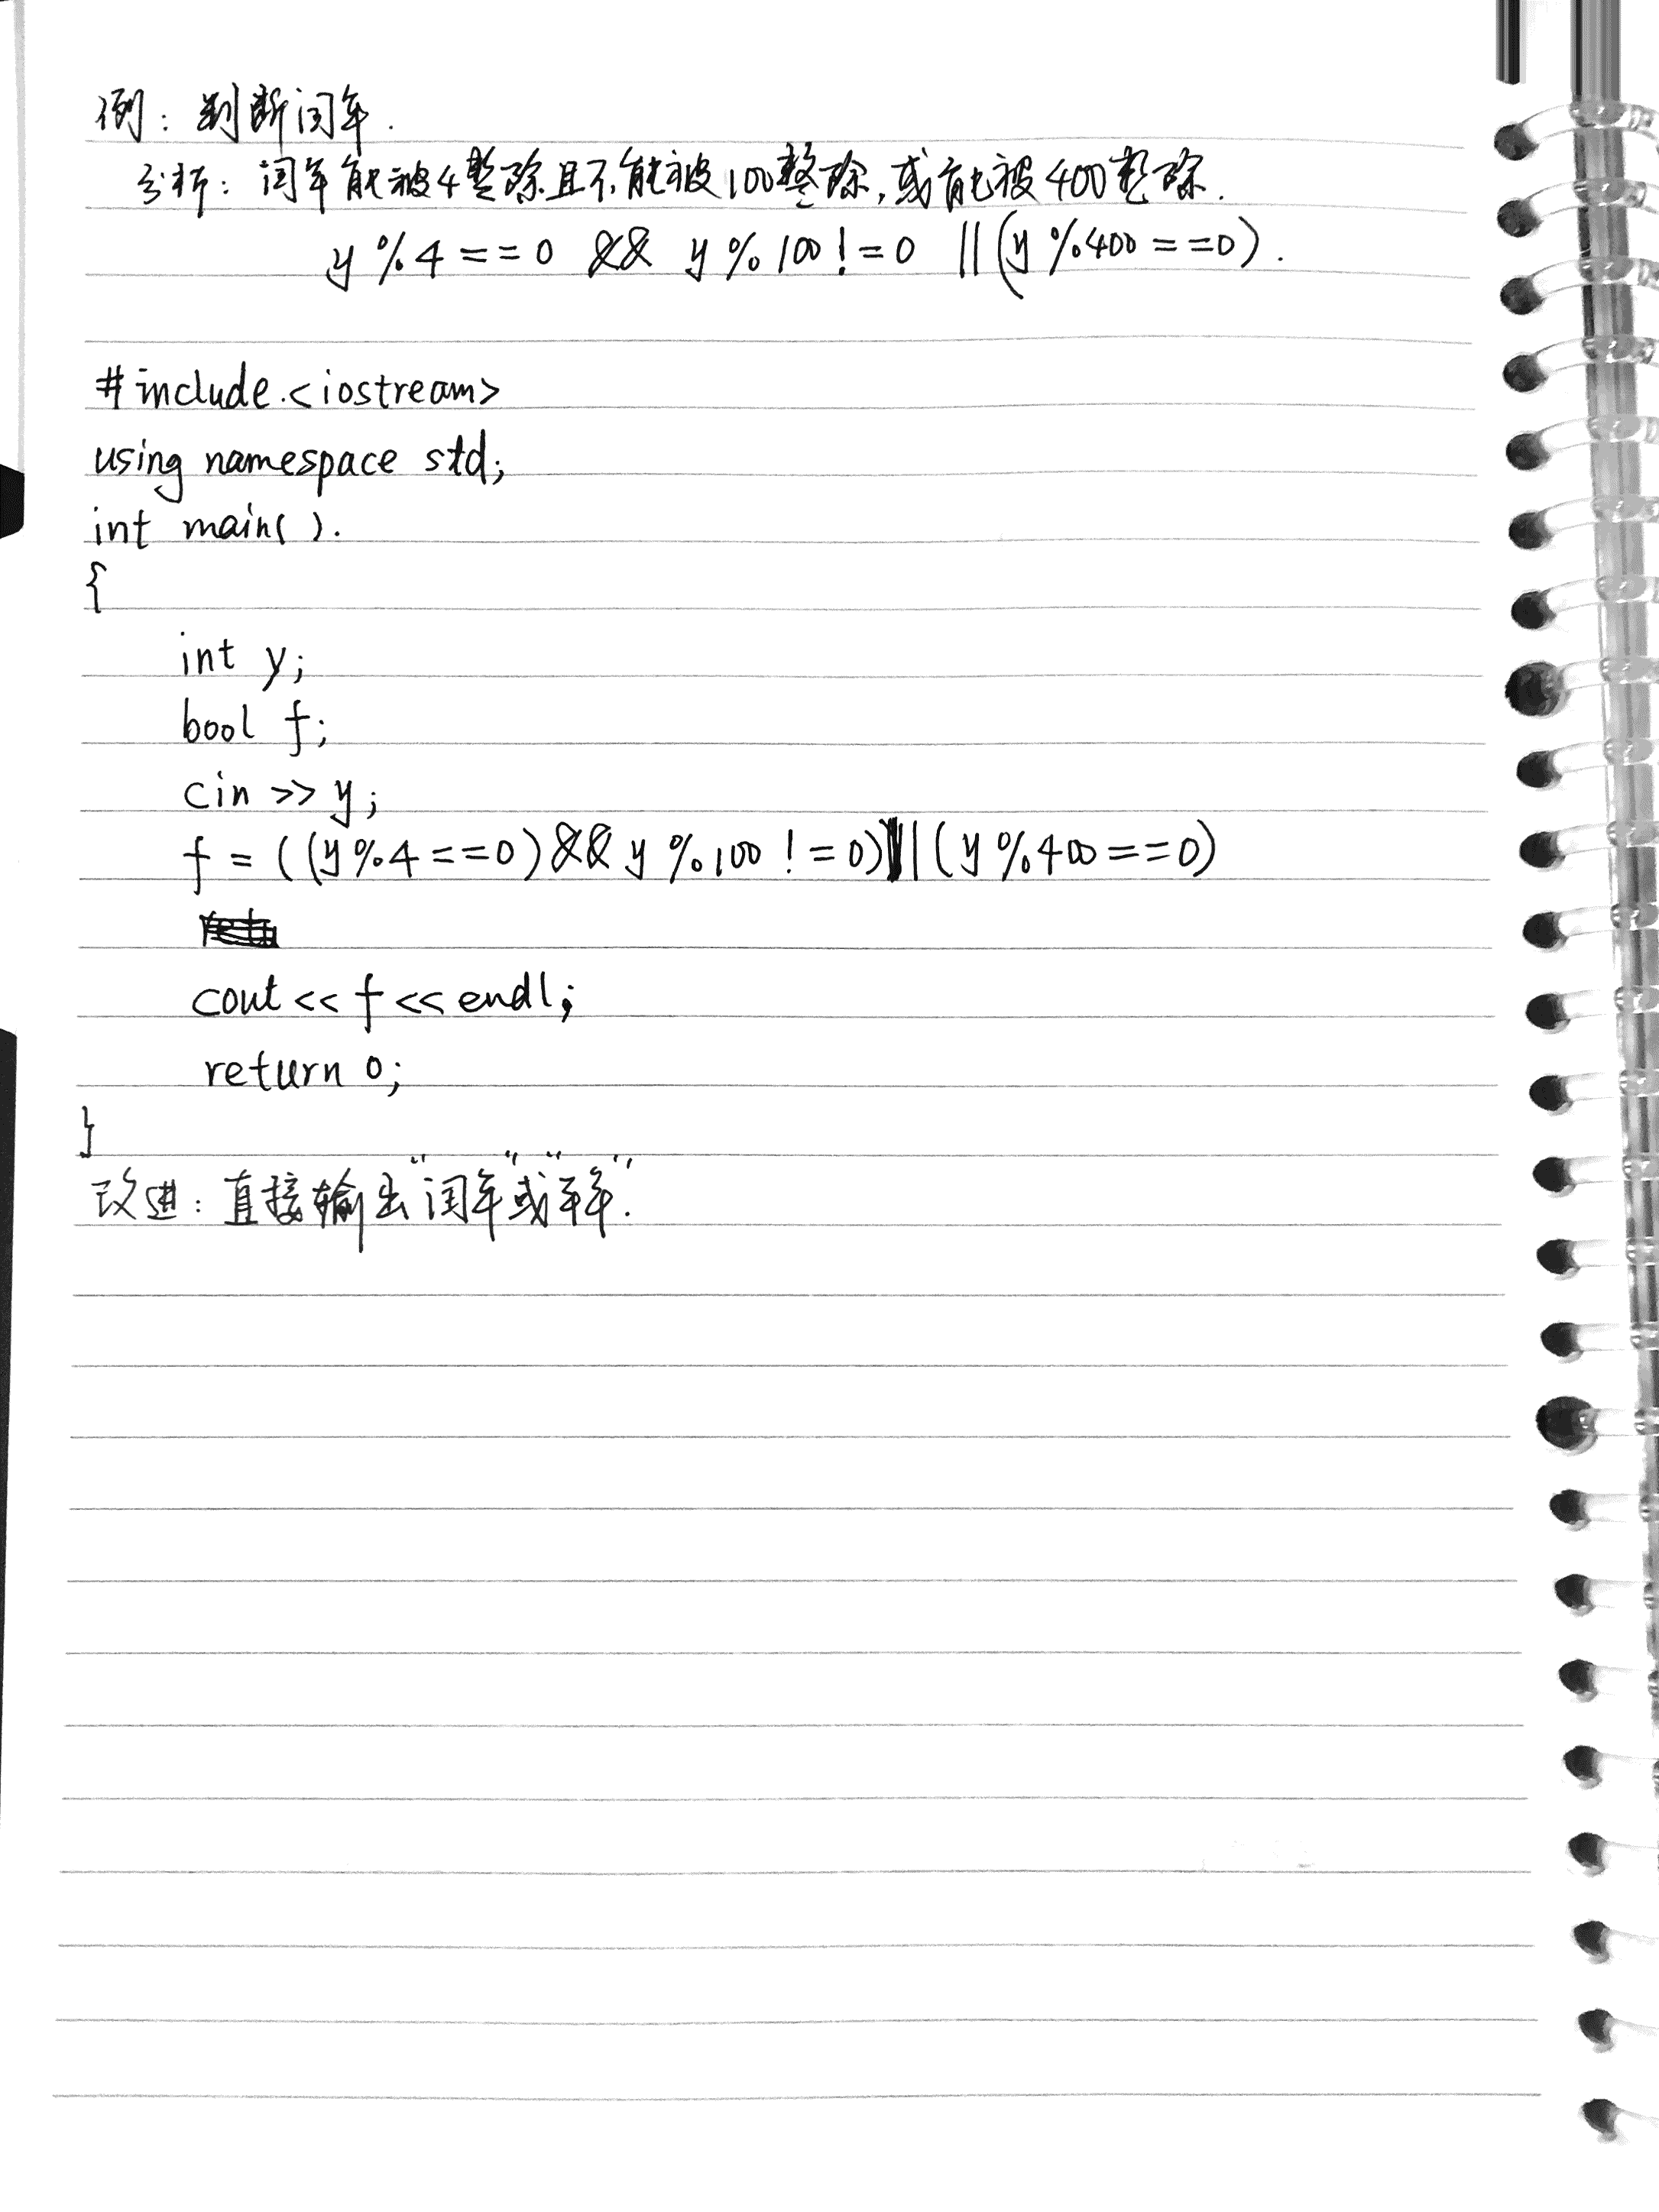 例：判断闰年.
分析：闰年能被4整除且不能被100整除,或能被400整除.
y%4==0 && y%100!=0 ||(y%400==0).
#include<iostream>
using namespace std;
int main().
{
int y;
bool f;
cin >> y;
f = ((y%4==0)&&y%100!=0)||(y%400==0)
cout << f << endl;
return 0;
}
改进：直接输出“闰年”或“平年”.